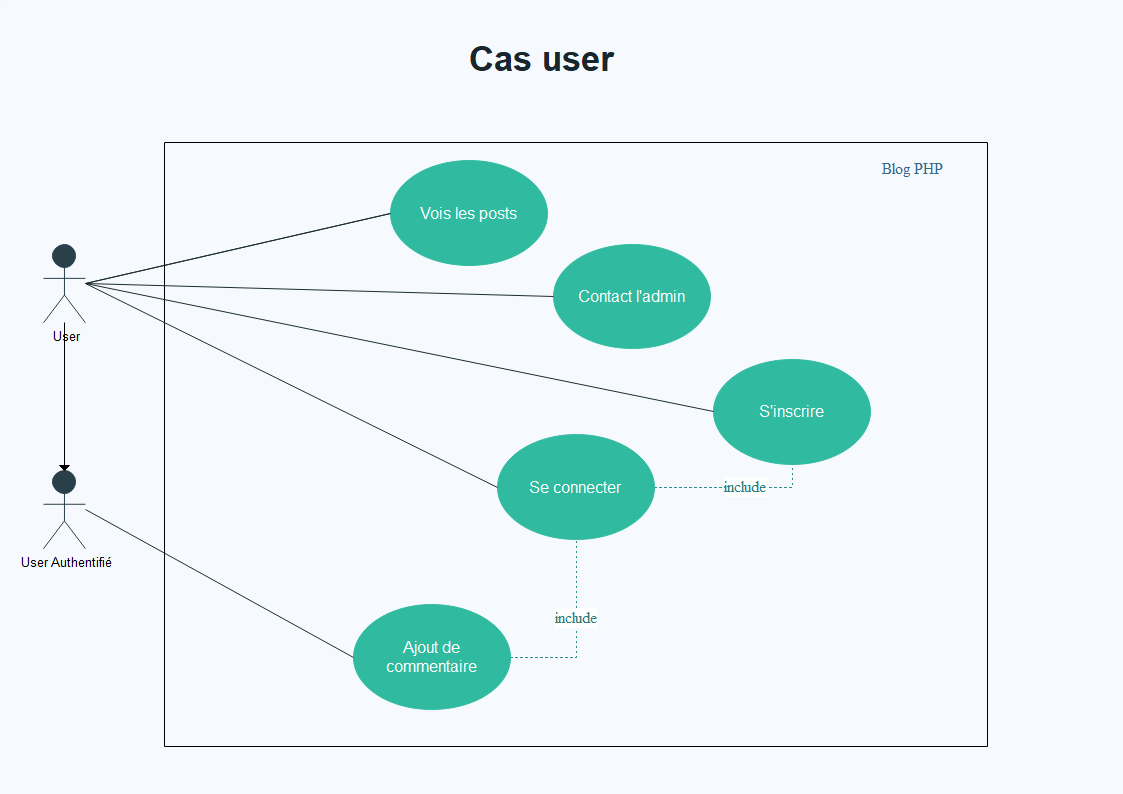 Cas user
Blog PHP
Vois les posts
Contact l'admin
User
S'inscrire
Se connecter
include
User Authentifié
include
Ajout de
commentaire